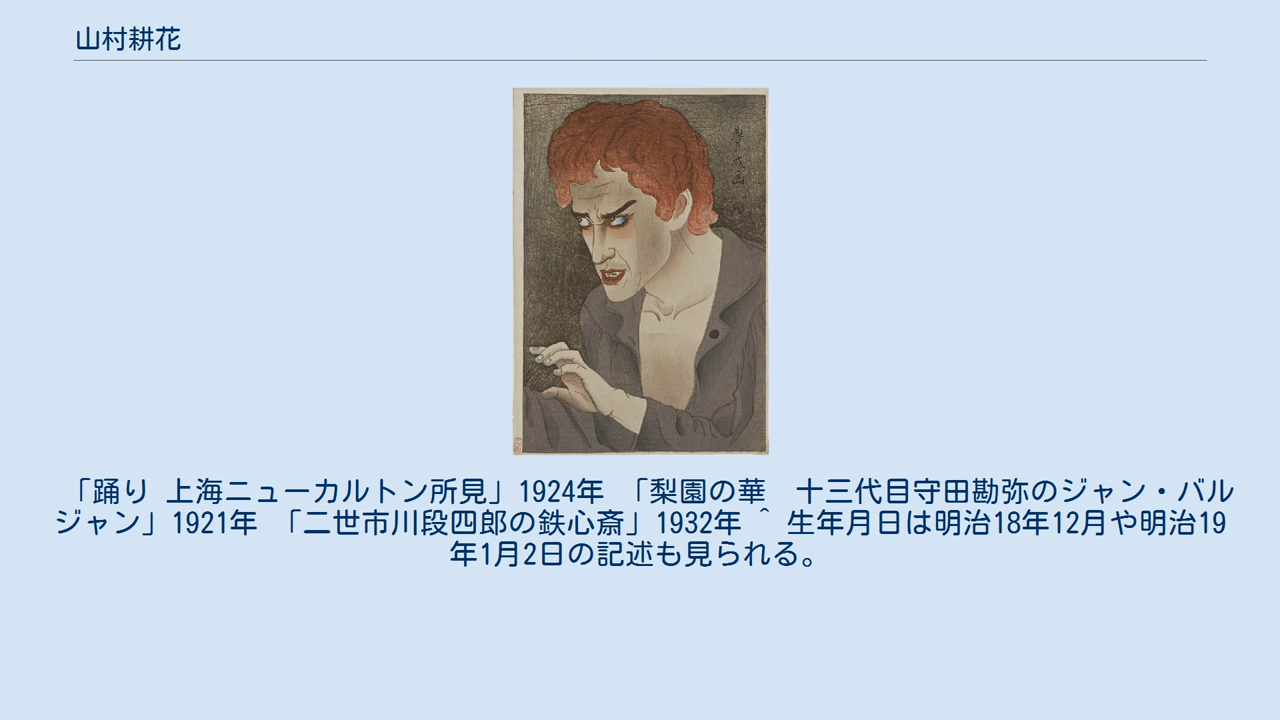 山村耕花
豊成画
「踊り 上海ニューカルトン所見」1924年 「梨園の華　十三代目守田勘弥のジャン・バル
ジャン」1921年 「二世市川段四郎の鉄心斎」1932年 ^ 生年月日は明治18年12月や明治19
年1月2日の記述も見られる。